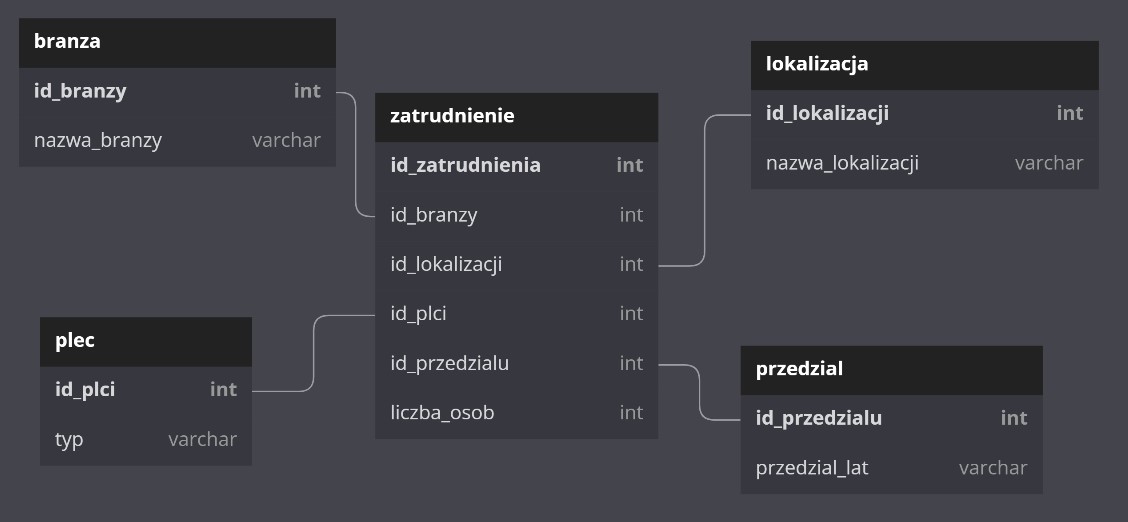 branza
id_branzy int
nazwa_branzy varchar
zatrudnienie
id_zatrudnienia int
id_branzy int
id_lokalizacji int
id_plci int
id_przedzialu int
liczba_osob int
lokalizacja
id_lokalizacji int
nazwa_lokalizacji varchar
plec
id_plci int
typ varchar
przedzial
id_przedzialu int
przedzial_lat varchar